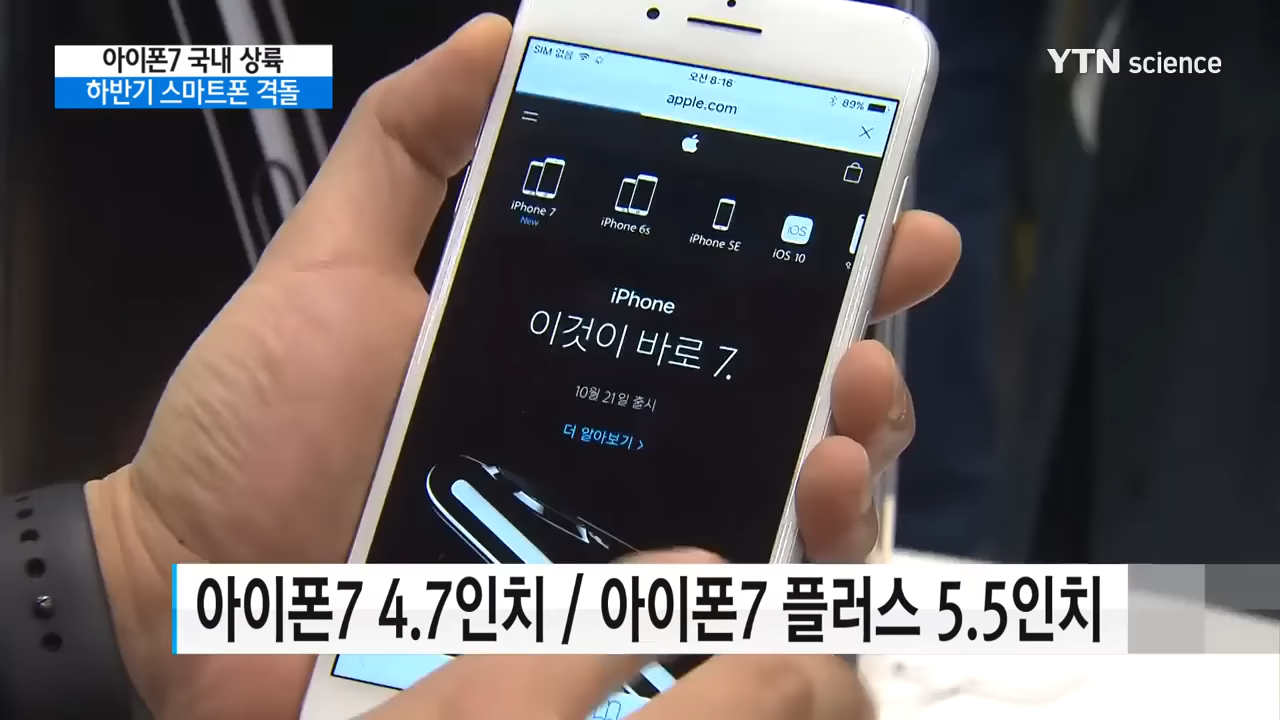 아이폰7 국내 상륙
하반기 스마트폰 격돌
YTN science
SIM 없음
오전 8:16
89%
apple.com
iPhone 7
New
iPhone 6s
iPhone SE
iOS
iOS 10
iPhone
이것이 바로 7.
10월 21일 출시
더 알아보기 >
아이폰7 4.7인치 / 아이폰7 플러스 5.5인치